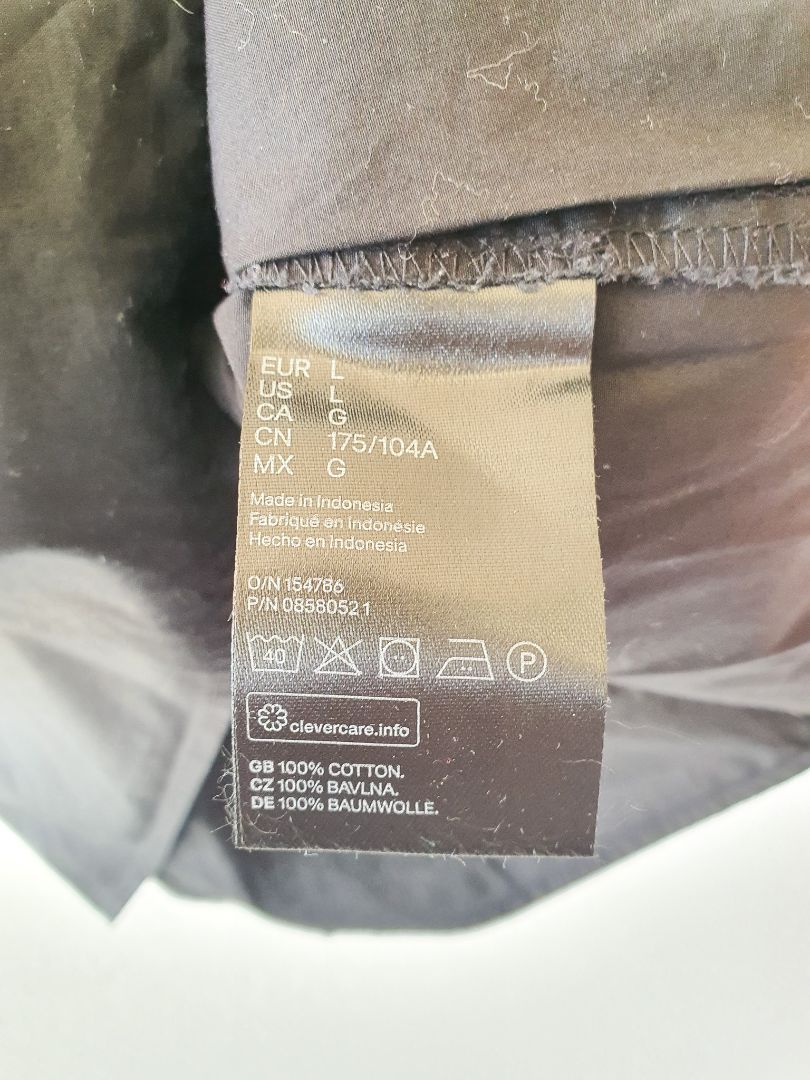 EUR L
US L
CA G
CN 175/104A
MX G
Made in Indonesia
Fabriqué en Indonésie
Hecho en Indonesia
O/N 154786
P/N 08580521
40
P
clevercare.info
GB 100% COTTON.
CZ 100% BAVLNA.
DE 100% BAUMWOLLE.